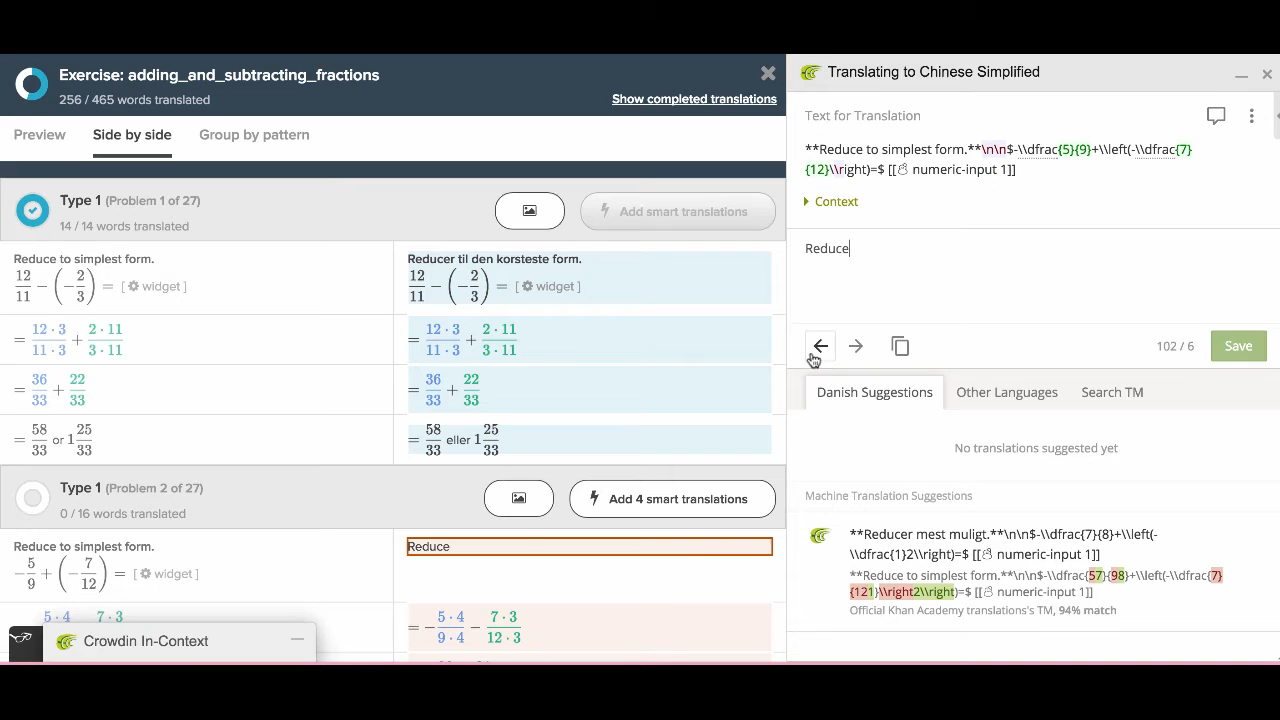 Exercise: adding_and_subtracting_fractions
256 / 465 words translated
Show completed translations
Preview
Side by side
Group by pattern
Type 1 (Problem 1 of 27)
14 / 14 words translated
Add smart translations
Reduce to simplest form.
12/11 − (−2/3) = [ widget ]
= 12 · 3/11 · 3 + 2 · 11/3 · 11
= 36/33 + 22/33
= 58/33 or 1 25/33
Reducer til den korsteste form.
12/11 − (−2/3) = [ widget ]
= 12 · 3/11 · 3 + 2 · 11/3 · 11
= 36/33 + 22/33
= 58/33 eller 1 25/33
Type 1 (Problem 2 of 27)
0 / 16 words translated
Add 4 smart translations
Reduce to simplest form.
−5/9 + (−7/12) = [ widget ]
5 · 4 7 · 3
Reduce
= −5 · 4/9 · 4 − 7 · 3/12 · 3
Crowdin In-Context
Translating to Chinese Simplified
Text for Translation
**Reduce to simplest form.**\n\n$-\\dfrac{5}{9}+\\left(-\\dfrac{7}
{12}\\right)=$ [[☃ numeric-input 1]]
Context
Reduce
102 / 6
Save
Danish Suggestions
Other Languages
Search TM
No translations suggested yet
Machine Translation Suggestions
**Reducer mest muligt.**\n\n$-\\dfrac{7}{8}+\\left(-
\\dfrac{1}2\\right)=$ [[☃ numeric-input 1]]
**Reduce to simplest form.**\n\n$-\\dfrac{57}{98}+\\left(-\\dfrac{7}
{121}\\right2\\right)=$ [[☃ numeric-input 1]]
Official Khan Academy translations's TM, 94% match